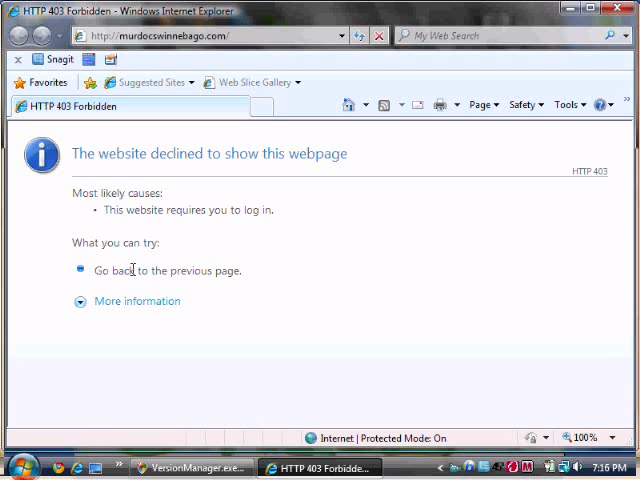 HTTP 403 Forbidden - Windows Internet Explorer
http://murdocswinnebago.com/
My Web Search
x Snagit
Favorites Suggested Sites Web Slice Gallery
HTTP 403 Forbidden
Page Safety Tools
The website declined to show this webpage
HTTP 403
Most likely causes:
• This website requires you to log in.
What you can try:
Go back to the previous page.
More information
Internet | Protected Mode: On
100%
VersionManager.exe... HTTP 403 Forbidde...
7:16 PM